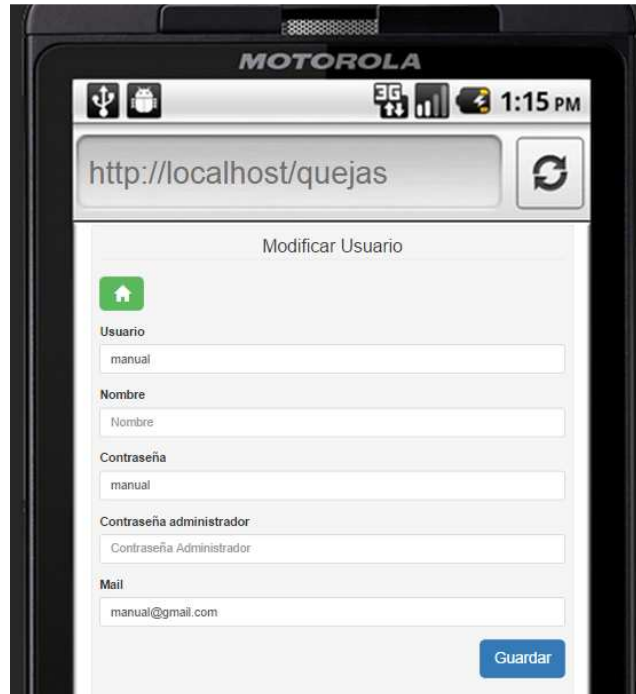 MOTOROLA
3G 1:15 PM
http://localhost/quejas
Modificar Usuario
Usuario
manual
Nombre
Nombre
Contraseña
manual
Contraseña administrador
Contraseña Administrador
Mail
manual@gmail.com
Guardar